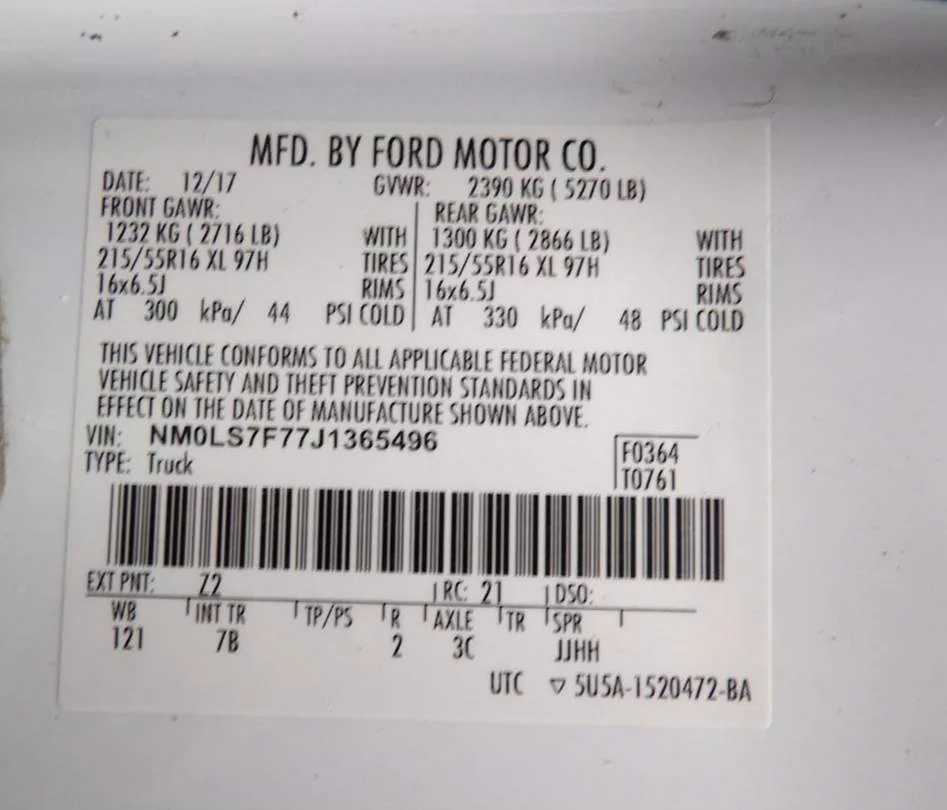 MFD. BY FORD MOTOR CO.
DATE: 12/17 GVWR: 2390 KG ( 5270 LB)
FRONT GAWR: REAR GAWR:
1232 KG ( 2716 LB) WITH 1300 KG ( 2866 LB) WITH
215/55R16 XL 97H TIRES 215/55R16 XL 97H TIRES
16x6.5J RIMS 16x6.5J RIMS
AT 300 kPa/ 44 PSI COLD AT 330 kPa/ 48 PSI COLD
THIS VEHICLE CONFORMS TO ALL APPLICABLE FEDERAL MOTOR
VEHICLE SAFETY AND THEFT PREVENTION STANDARDS IN
EFFECT ON THE DATE OF MANUFACTURE SHOWN ABOVE.
VIN: NM0LS7F77J1365496 F0364
TYPE: Truck T0761
EXT PNT: Z2 RC: 21 DSO:
WB INT TR TP/PS R AXLE TR SPR
121 7B 2 3C JJHH
UTC ▽ 5U5A-1520472-BA